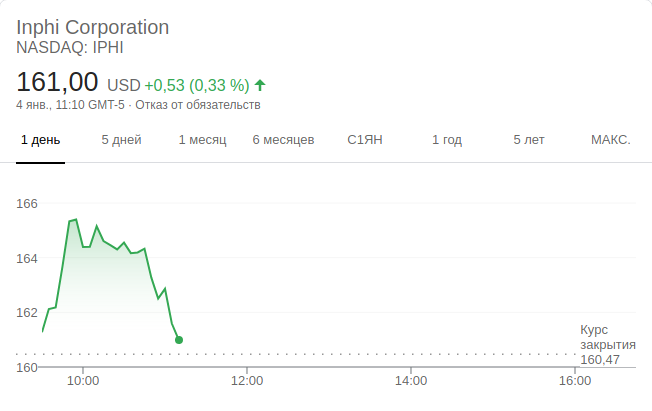 Inphi Corporation
NASDAQ: IPHI
161,00 USD +0,53 (0,33 %)
4 янв., 11:10 GMT-5 · Отказ от обязательств
1 день 5 дней 1 месяц 6 месяцев С1ЯН 1 год 5 лет МАКС.
166
164
162
Курс
закрытия
160,47
160
10:00 12:00 14:00 16:00